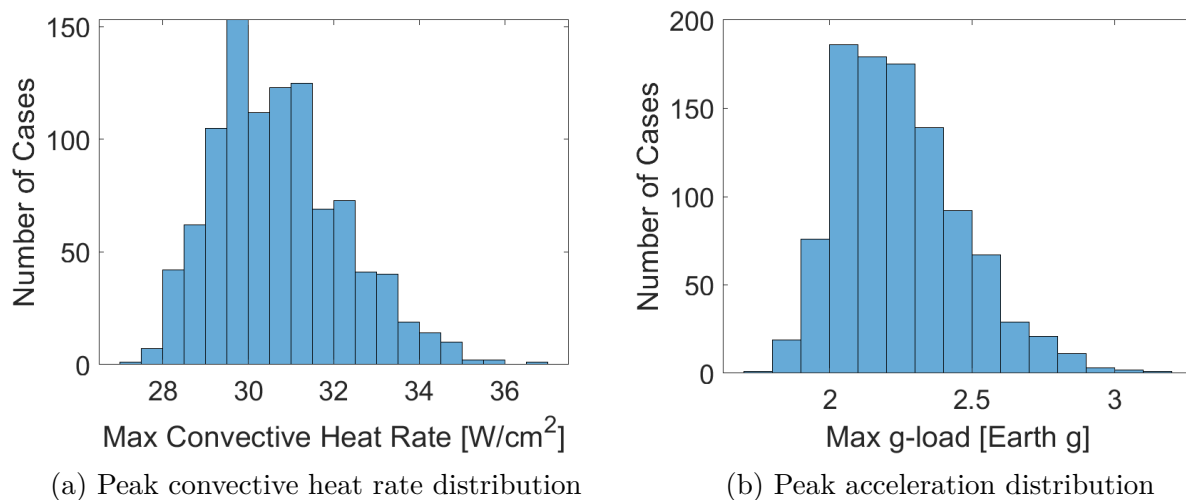 150
100
50
0
Number of Cases
28 30 32 34 36
Max Convective Heat Rate [W/cm²]
(a) Peak convective heat rate distribution
200
150
100
50
0
Number of Cases
2 2.5 3
Max g-load [Earth g]
(b) Peak acceleration distribution